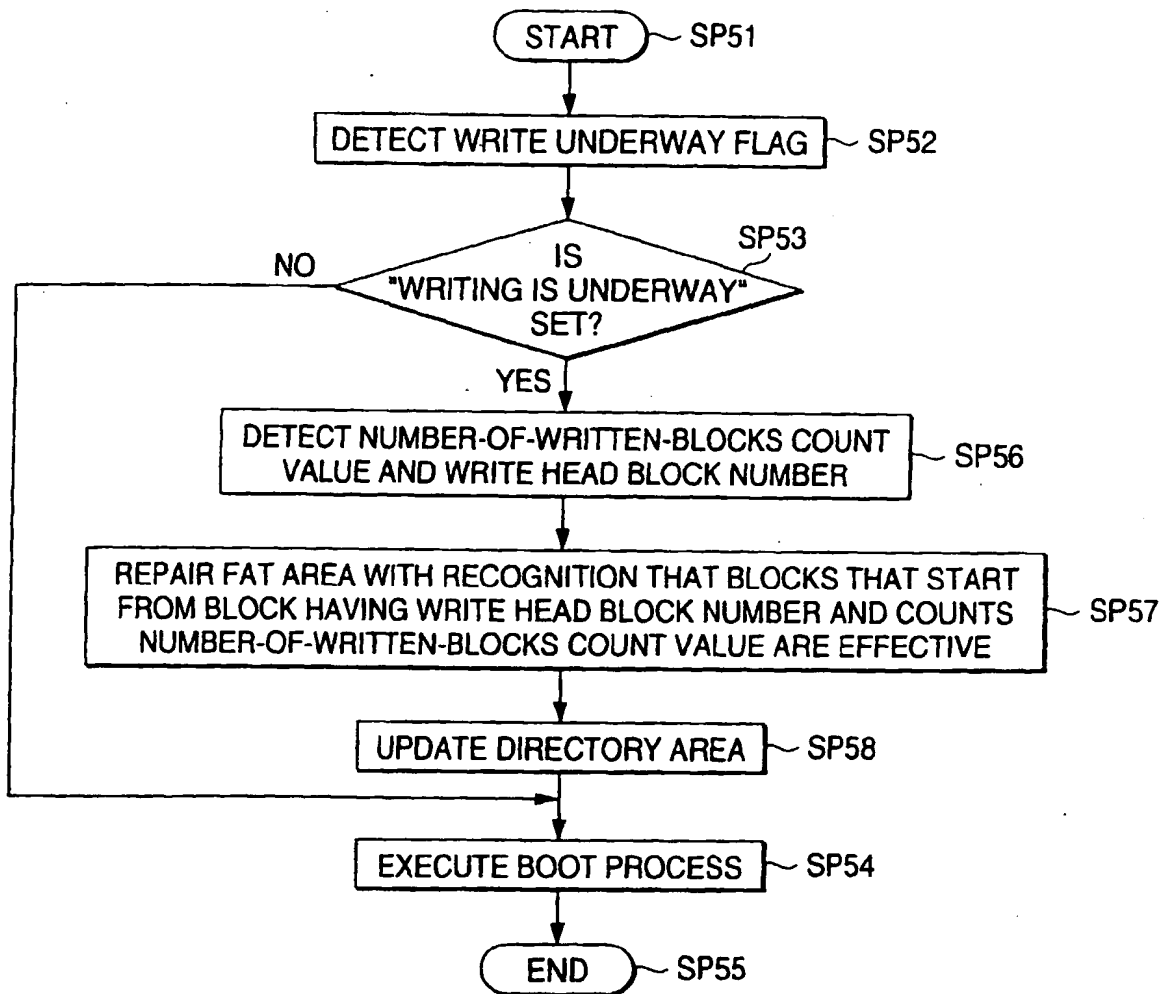 START
SP51
DETECT WRITE UNDERWAY FLAG
SP52
SP53
IS
"WRITING IS UNDERWAY"
SET?
NO
YES
DETECT NUMBER-OF-WRITTEN-BLOCKS COUNT
VALUE AND WRITE HEAD BLOCK NUMBER
SP56
REPAIR FAT AREA WITH RECOGNITION THAT BLOCKS THAT START
FROM BLOCK HAVING WRITE HEAD BLOCK NUMBER AND COUNTS
NUMBER-OF-WRITTEN-BLOCKS COUNT VALUE ARE EFFECTIVE
SP57
UPDATE DIRECTORY AREA
SP58
EXECUTE BOOT PROCESS
SP54
END
SP55